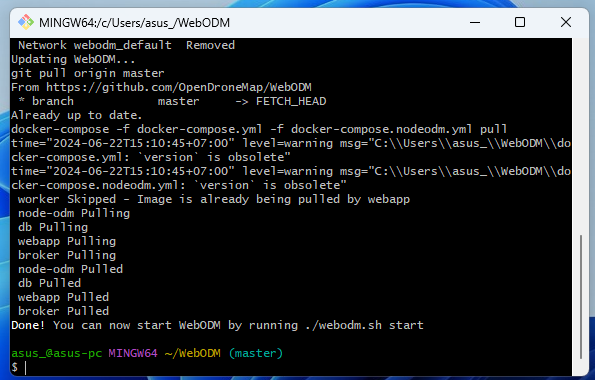 MINGW64:/c/Users/asus_/WebODM
Network webodm_default  Removed
Updating WebODM...
git pull origin master
From https://github.com/OpenDroneMap/WebODM
 * branch            master     -> FETCH_HEAD
Already up to date.
docker-compose -f docker-compose.yml -f docker-compose.nodeodm.yml pull
time="2024-06-22T15:10:45+07:00" level=warning msg="C:\\Users\\asus_\\WebODM\\do
cker-compose.yml: `version` is obsolete"
time="2024-06-22T15:10:45+07:00" level=warning msg="C:\\Users\\asus_\\WebODM\\do
cker-compose.nodeodm.yml: `version` is obsolete"
 worker Skipped - Image is already being pulled by webapp
 node-odm Pulling
 db Pulling
 webapp Pulling
 broker Pulling
 node-odm Pulled
 db Pulled
 webapp Pulled
 broker Pulled
Done! You can now start WebODM by running ./webodm.sh start
asus_@asus-pc MINGW64 ~/WebODM (master)
$